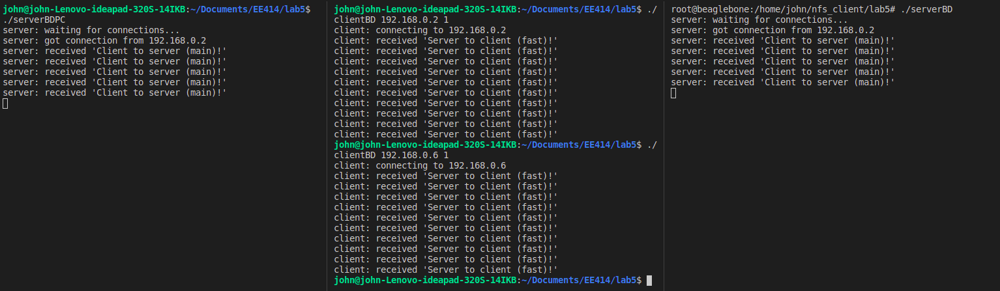 john@john-Lenovo-ideapad-320S-14IKB:~/Documents/EE414/lab5$
./serverBDPC
server: waiting for connections...
server: got connection from 192.168.0.2
server: received 'Client to server (main)!'
server: received 'Client to server (main)!'
server: received 'Client to server (main)!'
server: received 'Client to server (main)!'
server: received 'Client to server (main)!'
john@john-Lenovo-ideapad-320S-14IKB:~/Documents/EE414/lab5$ ./
clientBD 192.168.0.2 1
client: connecting to 192.168.0.2
client: received 'Server to client (fast)!'
client: received 'Server to client (fast)!'
client: received 'Server to client (fast)!'
client: received 'Server to client (fast)!'
client: received 'Server to client (fast)!'
client: received 'Server to client (fast)!'
client: received 'Server to client (fast)!'
client: received 'Server to client (fast)!'
client: received 'Server to client (fast)!'
client: received 'Server to client (fast)!'
john@john-Lenovo-ideapad-320S-14IKB:~/Documents/EE414/lab5$ ./
clientBD 192.168.0.6 1
client: connecting to 192.168.0.6
client: received 'Server to client (fast)!'
client: received 'Server to client (fast)!'
client: received 'Server to client (fast)!'
client: received 'Server to client (fast)!'
client: received 'Server to client (fast)!'
client: received 'Server to client (fast)!'
client: received 'Server to client (fast)!'
client: received 'Server to client (fast)!'
client: received 'Server to client (fast)!'
client: received 'Server to client (fast)!'
john@john-Lenovo-ideapad-320S-14IKB:~/Documents/EE414/lab5$
root@beaglebone:/home/john/nfs_client/lab5# ./serverBD
server: waiting for connections...
server: got connection from 192.168.0.2
server: received 'Client to server (main)!'
server: received 'Client to server (main)!'
server: received 'Client to server (main)!'
server: received 'Client to server (main)!'
server: received 'Client to server (main)!'